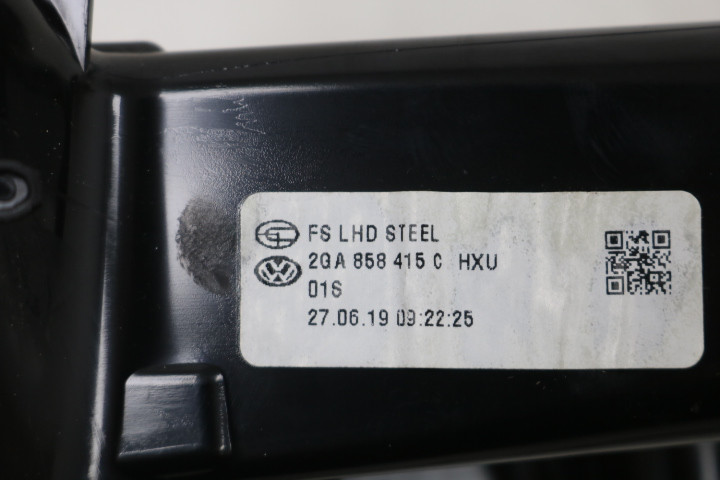 FS LHD STEEL
2GA 858 415 C HXU
01S
27.06.19 09:22:25